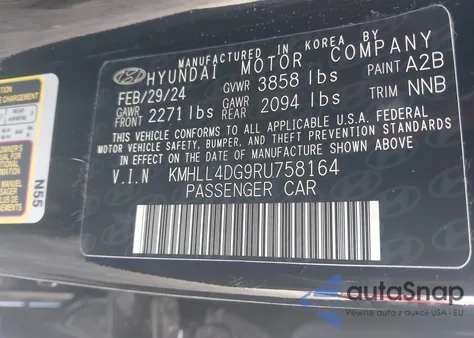 MANUFACTURED IN KOREA BY
HYUNDAI MOTOR COMPANY
FEB/29/24 GVWR 3858 lbs PAINT A2B
GAWR FRONT 2271 lbs GAWR REAR 2094 lbs TRIM NNB
THIS VEHICLE CONFORMS TO ALL APPLICABLE U.S.A. FEDERAL
MOTOR VEHICLE SAFETY, BUMPER, AND THEFT PREVENTION STANDARDS
IN EFFECT ON THE DATE OF MANUFACTURE SHOWN ABOVE
V.I.N KMHLL4DG9RU758164
PASSENGER CAR
N55
autoSnap
Pewne auta z aukcji USA i EU